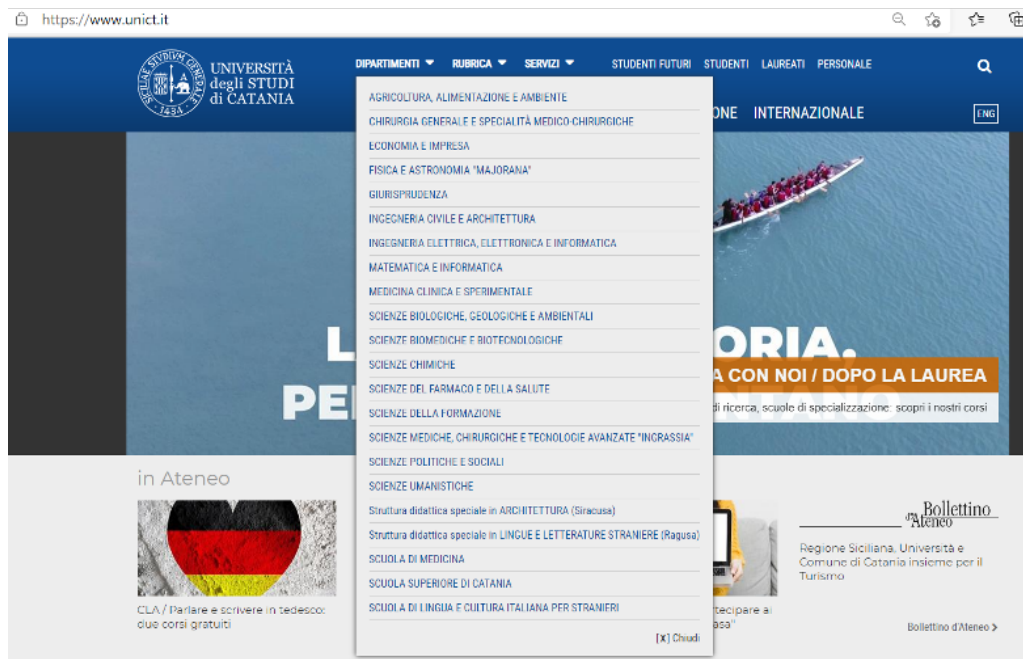 https://www.unict.it
UNIVERSITÀ
degli STUDI
di CATANIA
SICILIAE STVDIVM GENERALE
1434
DIPARTIMENTI
RUBRICA
SERVIZI
STUDENTI FUTURI
STUDENTI
LAUREATI
PERSONALE
INTERNAZIONALE
ENG
AGRICOLTURA, ALIMENTAZIONE E AMBIENTE
CHIRURGIA GENERALE E SPECIALITÀ MEDICO-CHIRURGICHE
ECONOMIA E IMPRESA
FISICA E ASTRONOMIA "MAJORANA"
GIURISPRUDENZA
INGEGNERIA CIVILE E ARCHITETTURA
INGEGNERIA ELETTRICA, ELETTRONICA E INFORMATICA
MATEMATICA E INFORMATICA
MEDICINA CLINICA E SPERIMENTALE
SCIENZE BIOLOGICHE, GEOLOGICHE E AMBIENTALI
SCIENZE BIOMEDICHE E BIOTECNOLOGICHE
SCIENZE CHIMICHE
SCIENZE DEL FARMACO E DELLA SALUTE
SCIENZE DELLA FORMAZIONE
SCIENZE MEDICHE, CHIRURGICHE E TECNOLOGIE AVANZATE "INGRASSIA"
SCIENZE POLITICHE E SOCIALI
SCIENZE UMANISTICHE
Struttura didattica speciale in ARCHITETTURA (Siracusa)
Struttura didattica speciale in LINGUE E LETTERATURE STRANIERE (Ragusa)
SCUOLA DI MEDICINA
SCUOLA SUPERIORE DI CATANIA
SCUOLA DI LINGUA E CULTURA ITALIANA PER STRANIERI
[X] Chiudi
A CON NOI / DOPO LA LAUREA
di ricerca, scuole di specializzazione: scopri i nostri corsi
in Ateneo
CLA / Parlare e scrivere in tedesco:
due corsi gratuiti
tecipare ai
asa"
Bollettino
d'Ateneo
Regione Siciliana, Università e
Comune di Catania insieme per il
Turismo
Bollettino d'Ateneo >